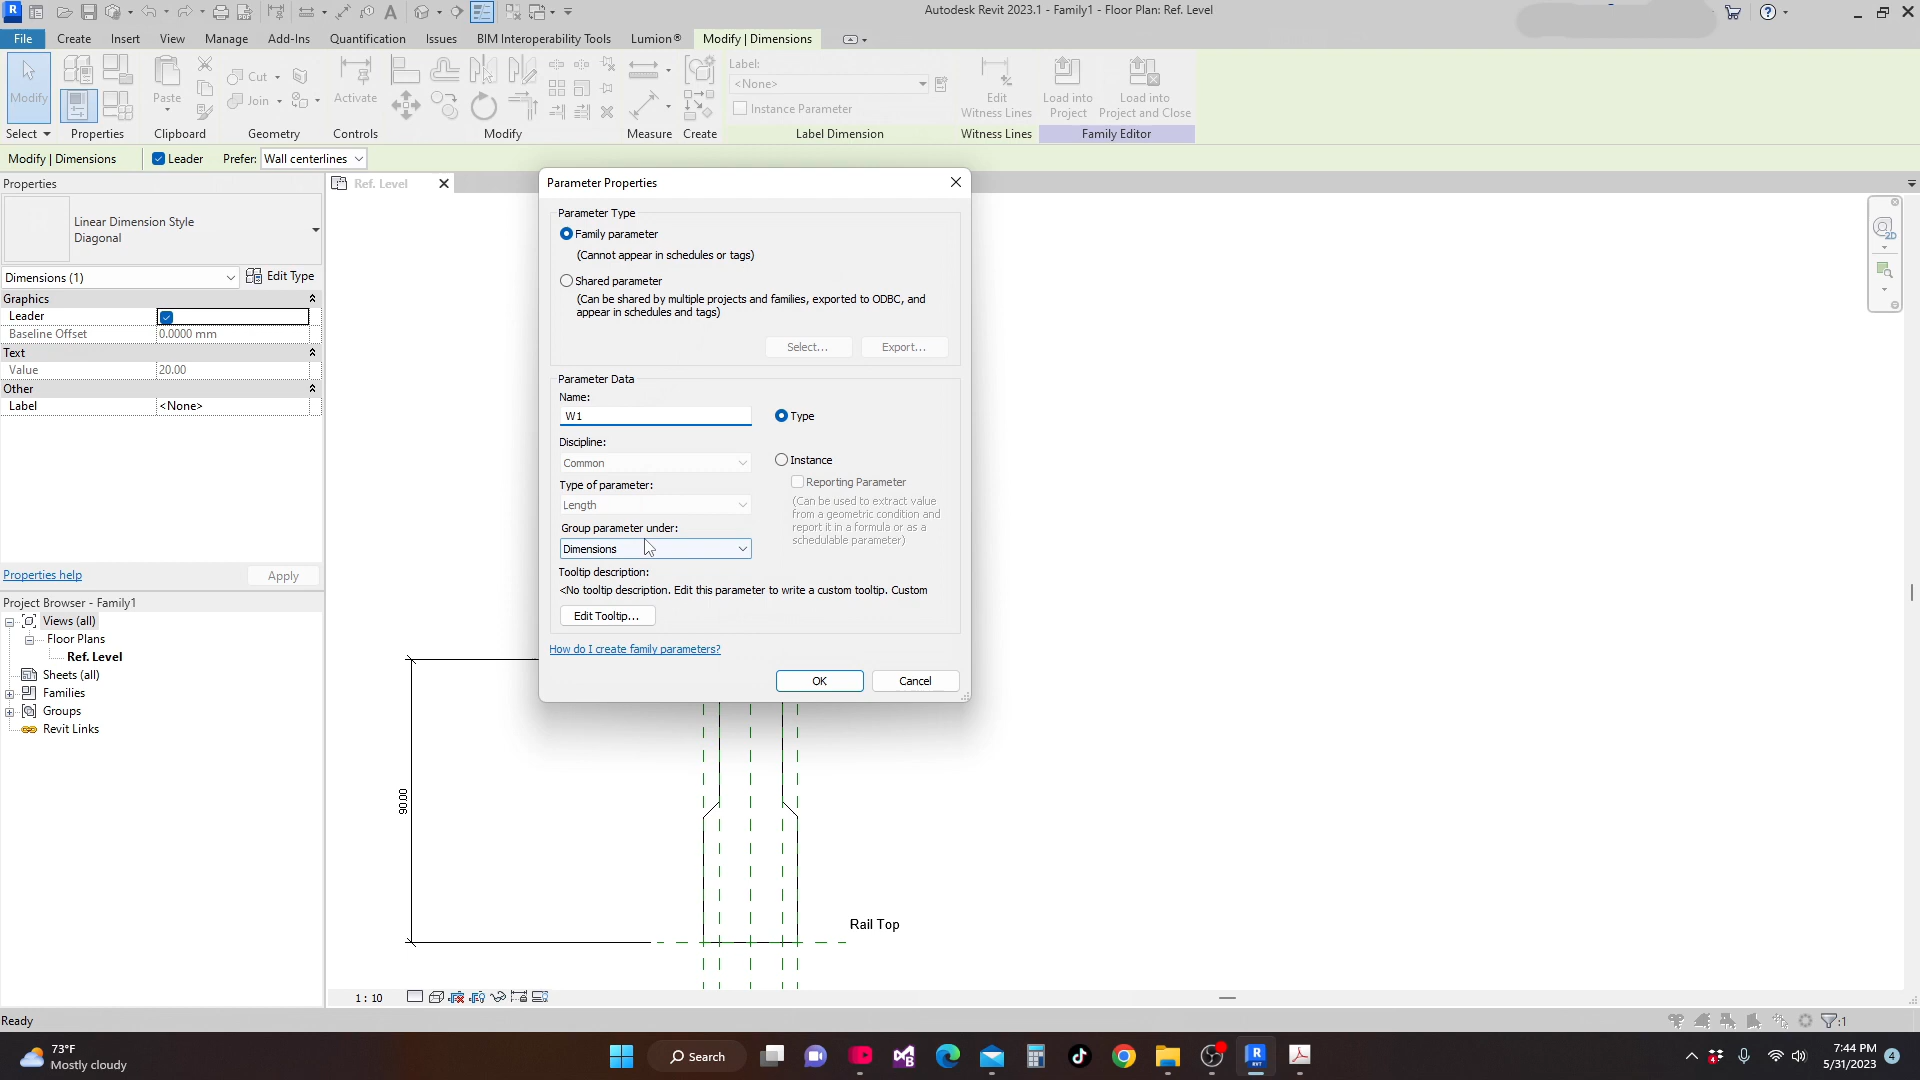 Autodesk Revit 2023.1 - Family1 - Floor Plan: Ref. Level
File Create Insert View Manage Add-Ins Quantification Issues BIM Interoperability Tools Lumion® Modify | Dimensions
Modify
Paste
Cut
Join
Activate
Label:
<None>
Instance Parameter
Edit
Witness Lines
Load into
Project
Load into
Project and Close
Select Properties Clipboard Geometry Controls Modify Measure Create Label Dimension Witness Lines Family Editor
Modify | Dimensions Leader Prefer: Wall centerlines
Properties
Linear Dimension Style
Diagonal
Dimensions (1) Edit Type
Graphics
Leader
Baseline Offset 0.0000 mm
Text
Value 20.00
Other
Label <None>
Properties help Apply
Project Browser - Family1
Views (all)
Floor Plans
Ref. Level
Sheets (all)
Families
Groups
Revit Links
Ref. Level
Parameter Properties
Parameter Type
Family parameter
(Cannot appear in schedules or tags)
Shared parameter
(Can be shared by multiple projects and families, exported to ODBC, and
appear in schedules and tags)
Select... Export...
Parameter Data
Name:
W1
Type
Discipline:
Common
Instance
Type of parameter:
Length
Reporting Parameter
(Can be used to extract value
from a geometric condition and
report it in a formula or as a
schedulable parameter)
Group parameter under:
Dimensions
Tooltip description:
<No tooltip description. Edit this parameter to write a custom tooltip. Custom
Edit Tooltip...
How do I create family parameters?
OK Cancel
90.00
Rail Top
1 : 10
2D
Ready
:1
73°F
Mostly cloudy
Search
7:44 PM
5/31/2023
4